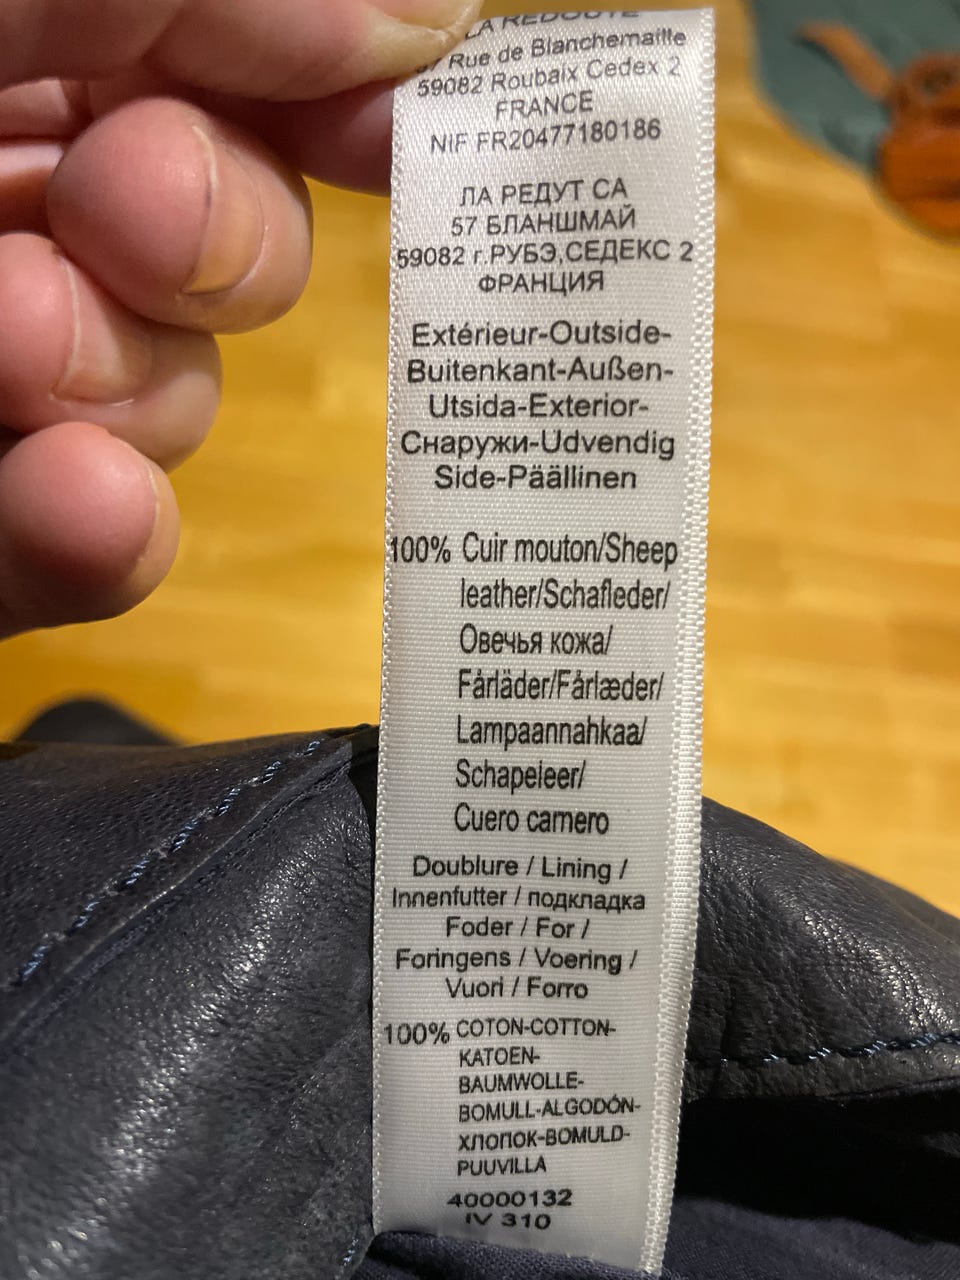 LA REDOUTE
57 Rue de Blanchemaille
59082 Roubaix Cedex 2
FRANCE
NIF FR20477180186
ЛА РЕДУТ СА
57 БЛАНШМАЙ
59082 г.РУБЭ,СЕДЕКС 2
ФРАНЦИЯ
Extérieur-Outside-
Buitenkant-Außen-
Utsida-Exterior-
Снаружи-Udvendig
Side-Päällinen
100% Cuir mouton/Sheep
leather/Schafleder/
Овечья кожа/
Fårläder/Fårlæder/
Lampaannahkaa/
Schapeleer/
Cuero carnero
Doublure / Lining /
Innenfutter / подкладка
Foder / For /
Foringens / Voering /
Vuori / Forro
100% COTON-COTTON-
KATOEN-
BAUMWOLLE-
BOMULL-ALGODÓN-
ХЛОПОК-BOMULD-
PUUVILLA
40000132
IV 310